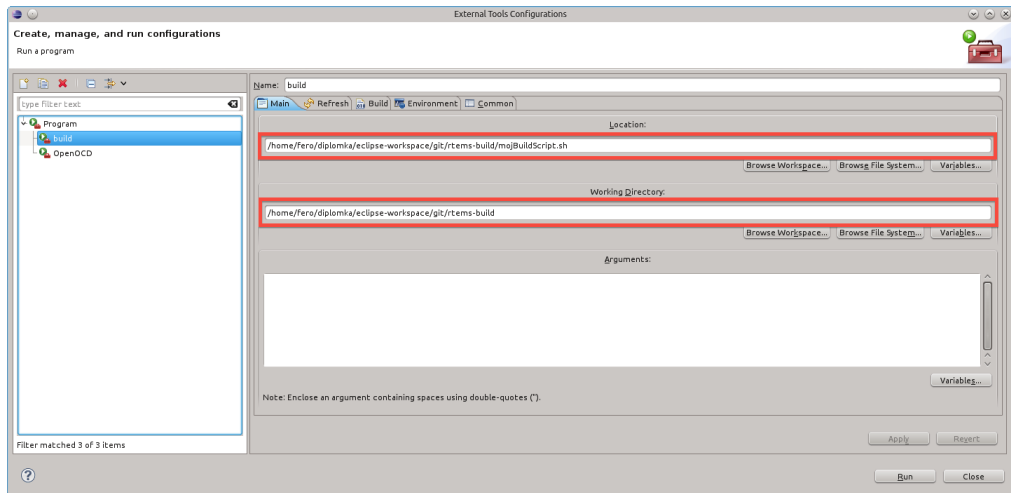 External Tools Configurations
Create, manage, and run configurations
Run a program
type filter text
Program
build
OpenOCD
Filter matched 3 of 3 items
Name: build
Main Refresh Build Environment Common
Location:
/home/fero/diplomka/eclipse-workspace/git/rtems-build/mojBuildScript.sh
Browse Workspace... Browse File System... Variables...
Working Directory:
/home/fero/diplomka/eclipse-workspace/git/rtems-build
Browse Workspace... Browse File System... Variables...
Arguments:
Variables...
Note: Enclose an argument containing spaces using double-quotes (").
Apply Revert
? Run Close